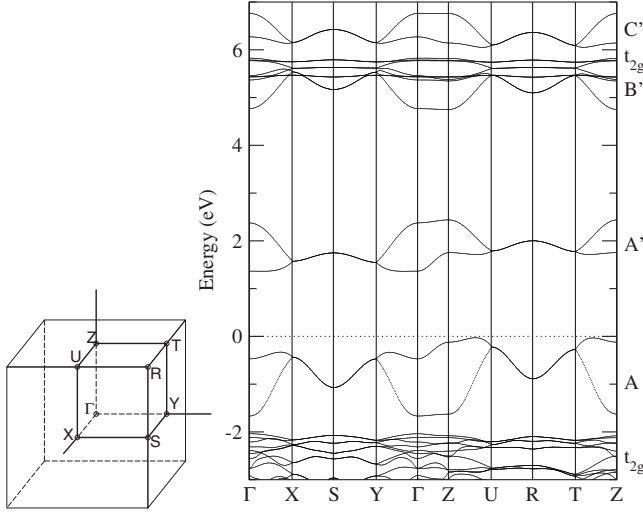 Z
T
U
R
Γ
Y
X
S
Energy (eV)
6
4
2
0
-2
C'
t2g
B'
A'
A
t2g
Γ X S Y Γ Z U R T Z